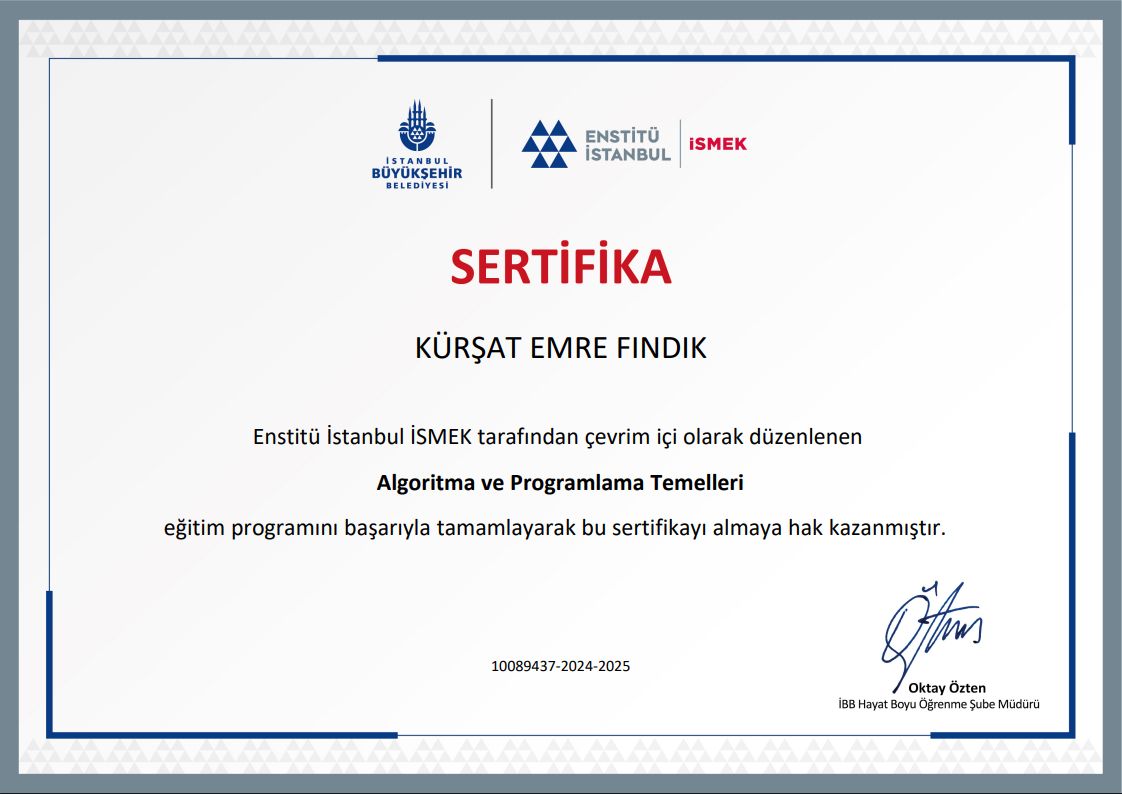 İSTANBUL
BÜYÜKŞEHİR
BELEDİYESİ
ENSTİTÜ
İSTANBUL
iSMEK
SERTİFİKA
KÜRŞAT EMRE FINDIK
Enstitü İstanbul İSMEK tarafından çevrim içi olarak düzenlenen
Algoritma ve Programlama Temelleri
eğitim programını başarıyla tamamlayarak bu sertifikayı almaya hak kazanmıştır.
10089437-2024-2025
Oktay Özten
İBB Hayat Boyu Öğrenme Şube Müdürü